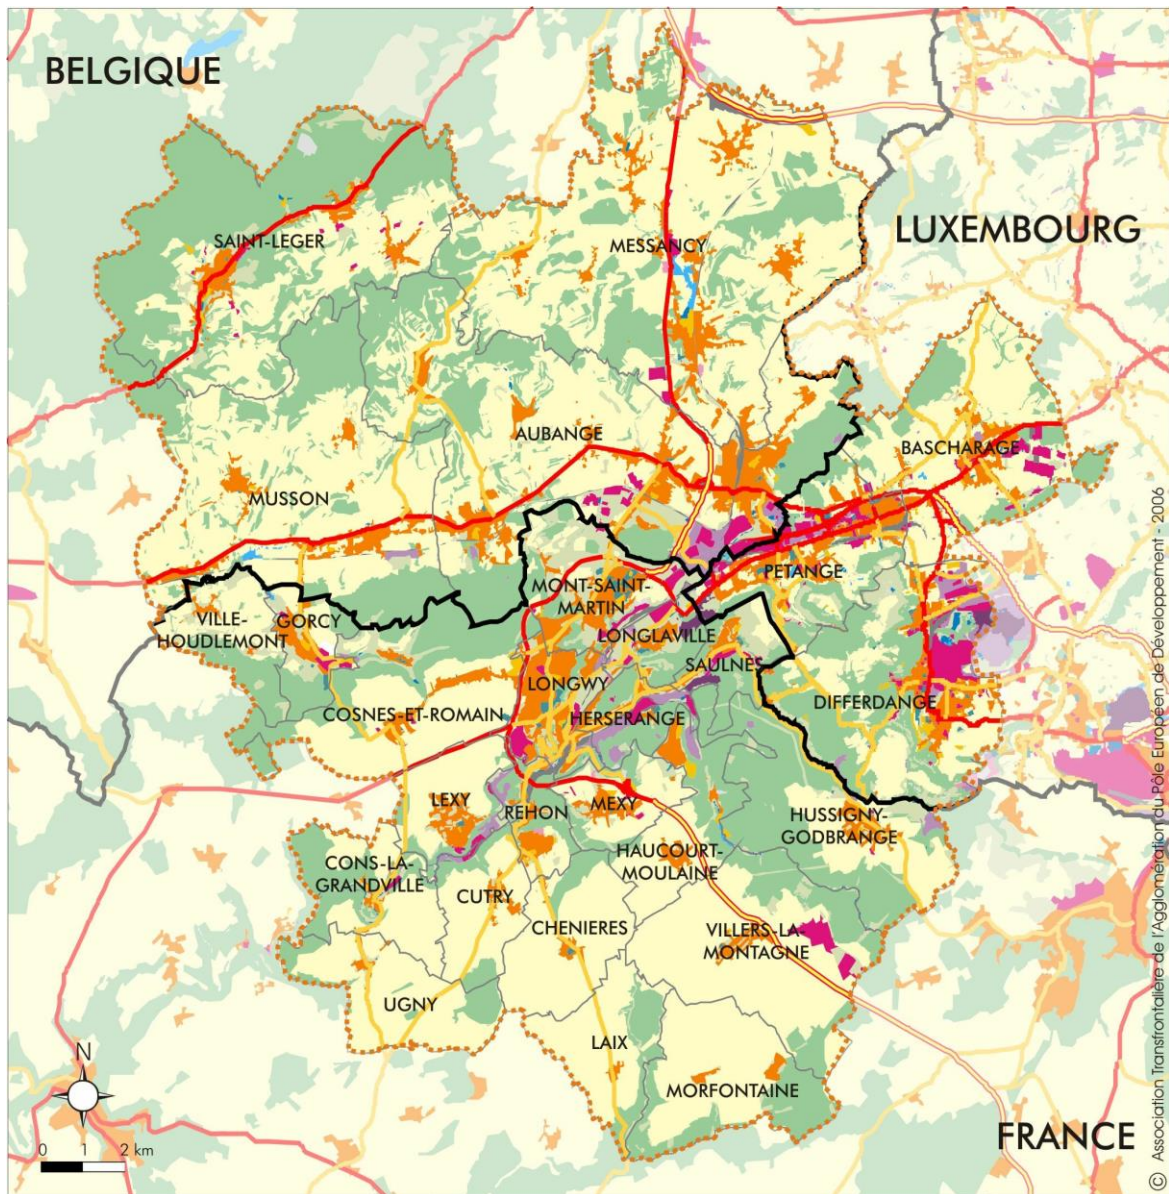 BELGIQUE
LUXEMBOURG
SAINT-LEGER
MESSANCY
AUBANGE
BASCHARAGE
MUSSON
PETANGE
MONT-SAINT-
MARTIN
VILLE-
HOUDLEMONT
GORCY
LONGLAVILLE
SAULNES
LONGWY
DIFFERDANGE
COSNES-ET-ROMAIN
HERSERANGE
LEXY
REHON
MEXY
HUSSIGNY-
GODBRANGE
HAUCOURT-
MOULAINE
CONS-LA-
GRANDVILLE
CUTRY
CHENIERES
VILLERS-LA-
MONTAGNE
UGNY
LAIX
MORFONTAINE
N
0 1 2 km
FRANCE
© Association Transfrontalière de l'Agglomération du Pôle Européen de Développement - 2006